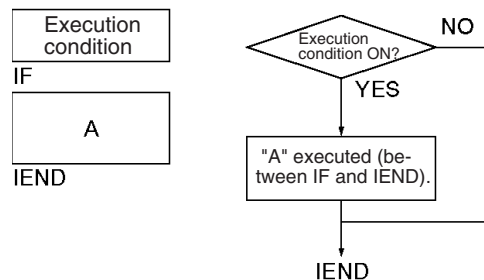 Execution
condition
IF
A
IEND
Execution
condition ON?
NO
YES
"A" executed (be-
tween IF and IEND).
IEND